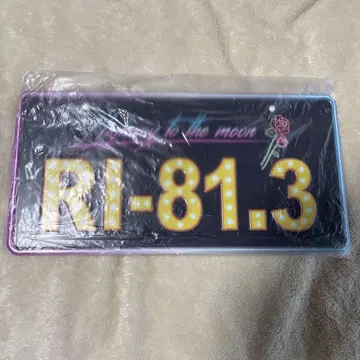 to the moon
RI-81.3